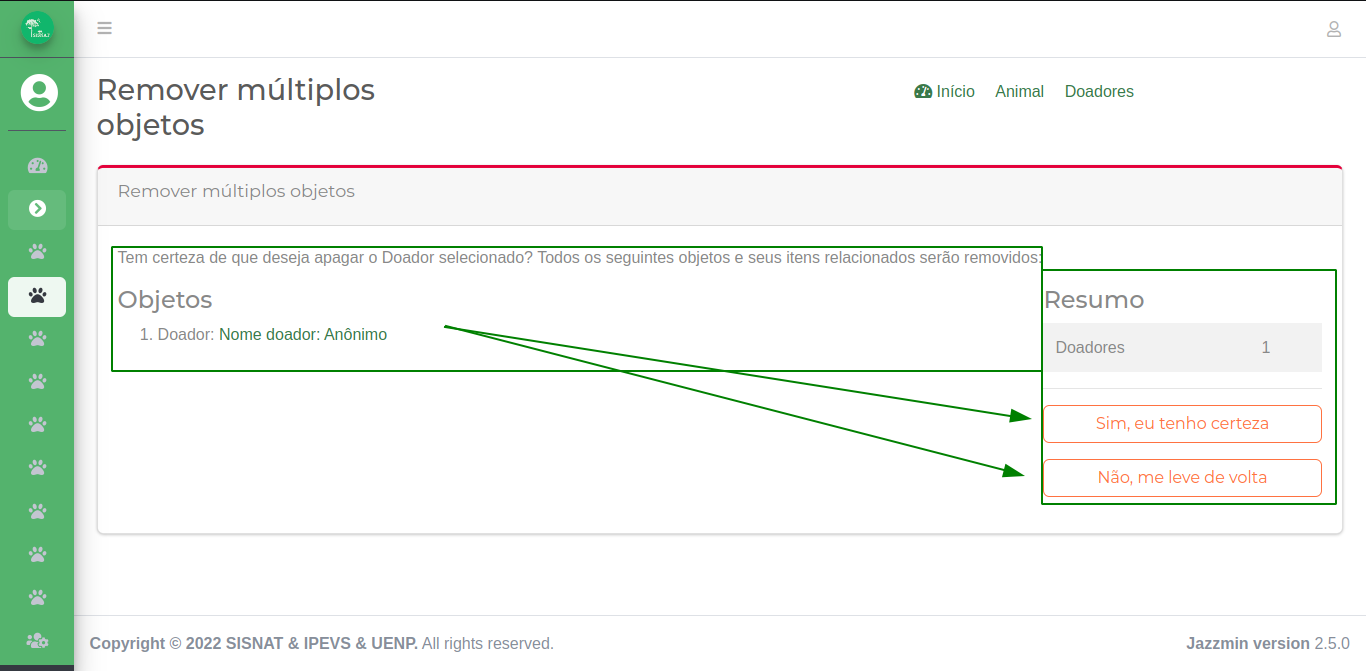 SISNAT
Remover múltiplos
objetos
Início Animal Doadores
Remover múltiplos objetos
Tem certeza de que deseja apagar o Doador selecionado? Todos os seguintes objetos e seus itens relacionados serão removidos:
Objetos
1. Doador: Nome doador: Anônimo
Resumo
Doadores 1
Sim, eu tenho certeza
Não, me leve de volta
Copyright © 2022 SISNAT & IPEVS & UENP. All rights reserved.
Jazzmin version 2.5.0